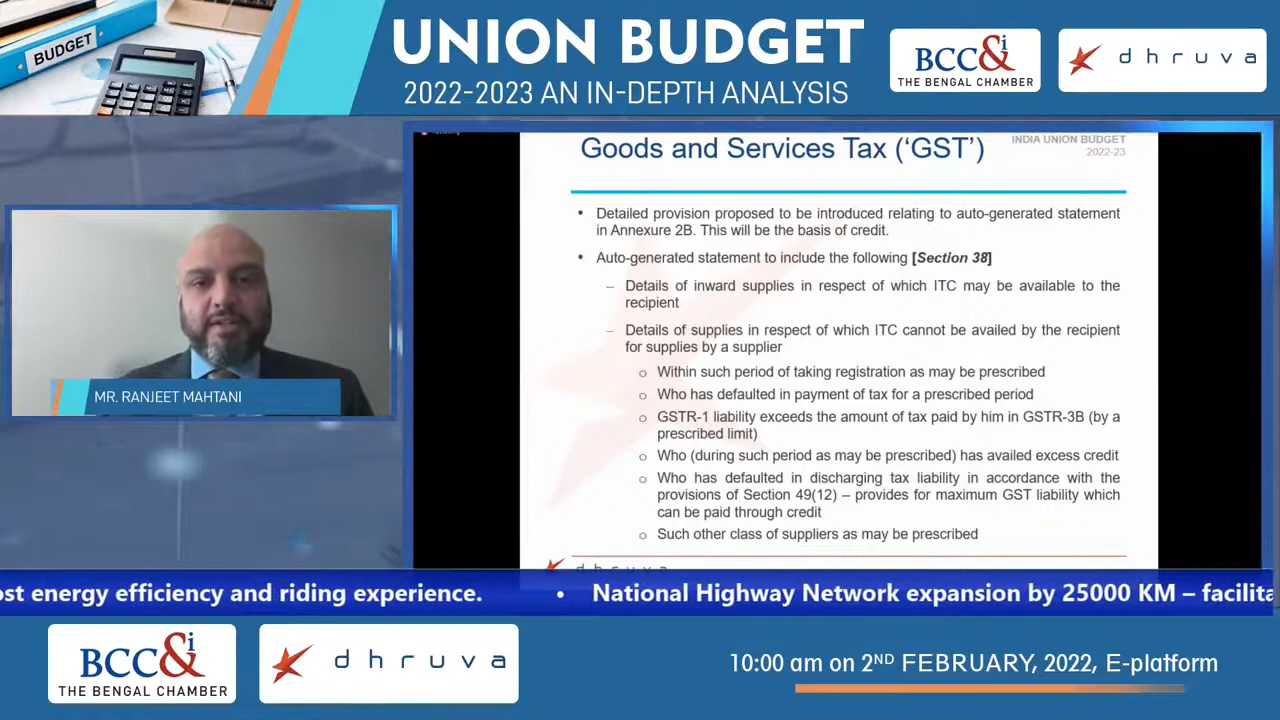 BUDGET
UNION BUDGET
2022-2023 AN IN-DEPTH ANALYSIS
BCC&i
THE BENGAL CHAMBER
dhruva
Goods and Services Tax (‘GST’)
INDIA UNION BUDGET
2022-23
• Detailed provision proposed to be introduced relating to auto-generated statement
in Annexure 2B. This will be the basis of credit.
• Auto-generated statement to include the following [Section 38]
– Details of inward supplies in respect of which ITC may be available to the
recipient
– Details of supplies in respect of which ITC cannot be availed by the recipient
for supplies by a supplier
o Within such period of taking registration as may be prescribed
o Who has defaulted in payment of tax for a prescribed period
o GSTR-1 liability exceeds the amount of tax paid by him in GSTR-3B (by a
prescribed limit)
o Who (during such period as may be prescribed) has availed excess credit
o Who has defaulted in discharging tax liability in accordance with the
provisions of Section 49(12) – provides for maximum GST liability which
can be paid through credit
o Such other class of suppliers as may be prescribed
dhruva
MR. RANJEET MAHTANI
ost energy efficiency and riding experience. • National Highway Network expansion by 25000 KM – facilita
BCC&i
THE BENGAL CHAMBER
dhruva
10:00 am on 2ND FEBRUARY, 2022, E-platform